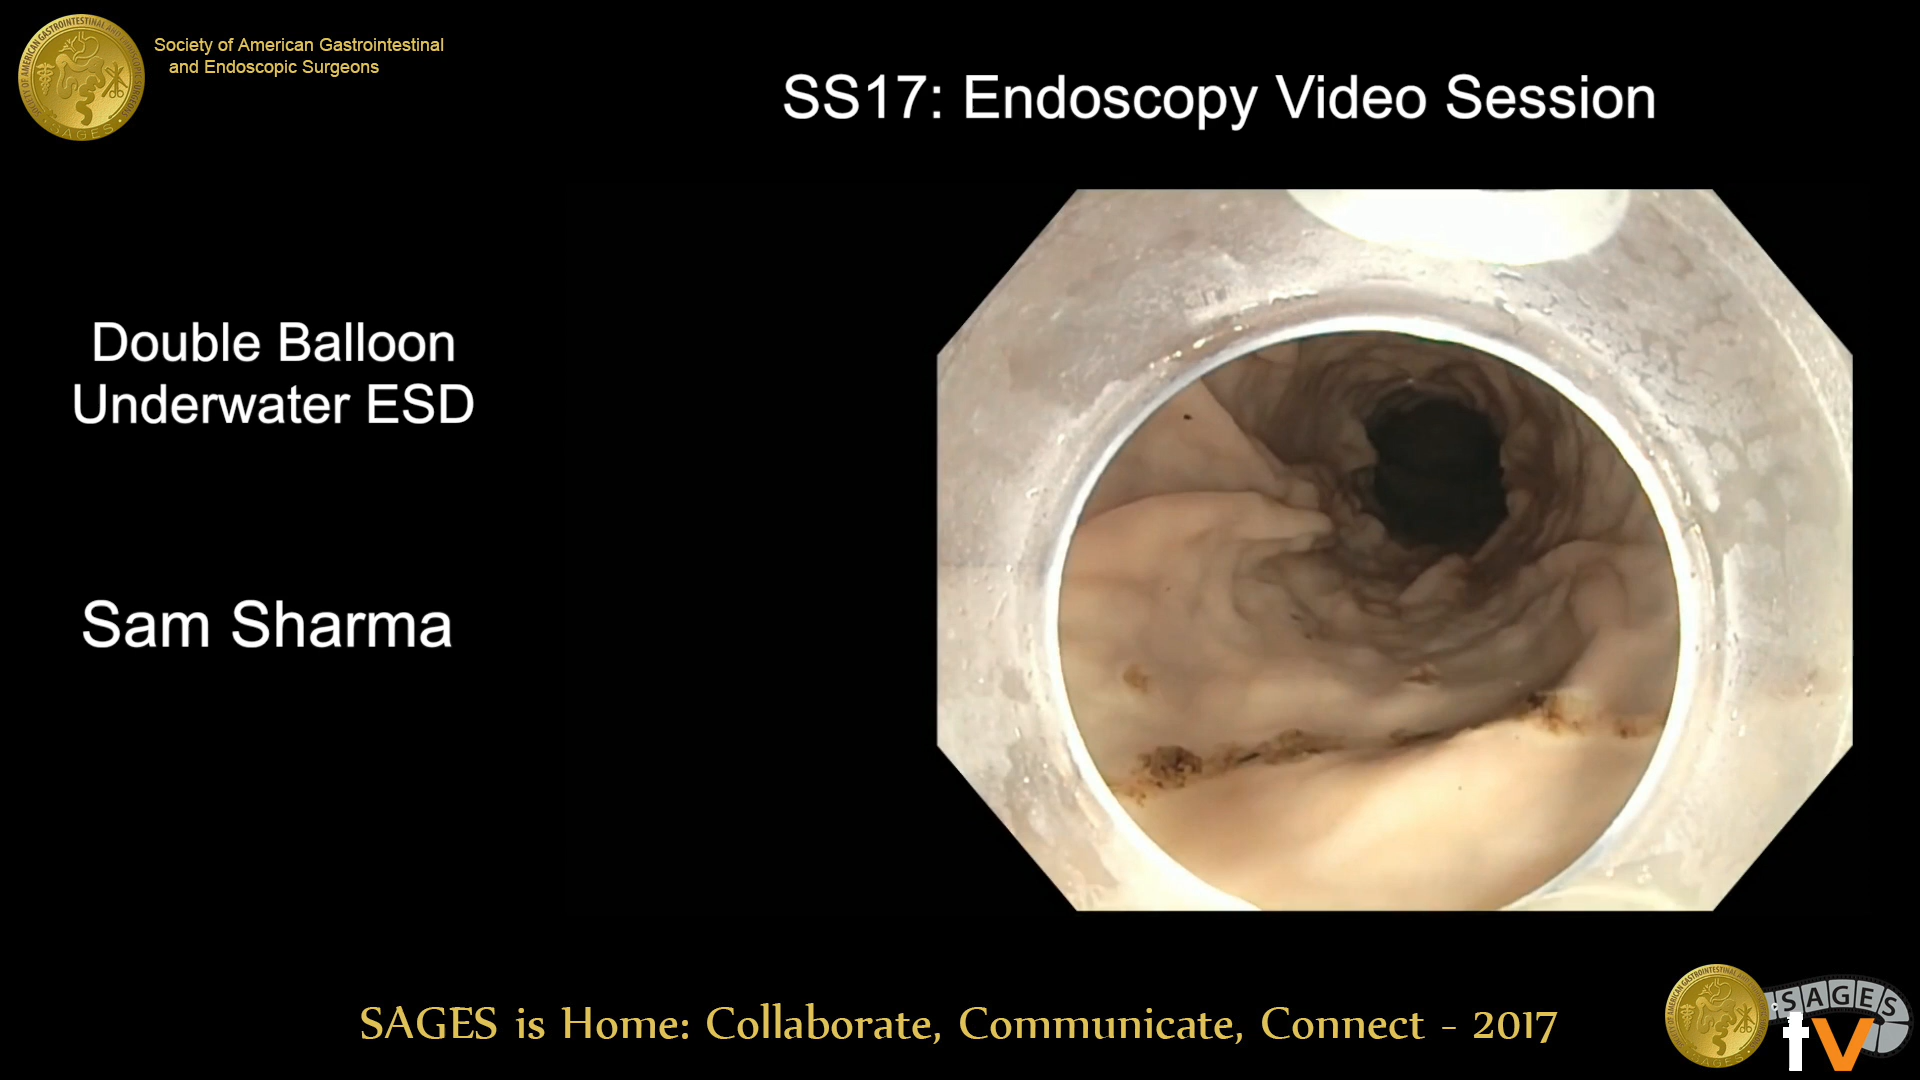 Society of American Gastrointestinal
and Endoscopic Surgeons
SS17: Endoscopy Video Session
Double Balloon
Underwater ESD
Sam Sharma
SAGES is Home: Collaborate, Communicate, Connect - 2017
SAGES
tv
SAGES